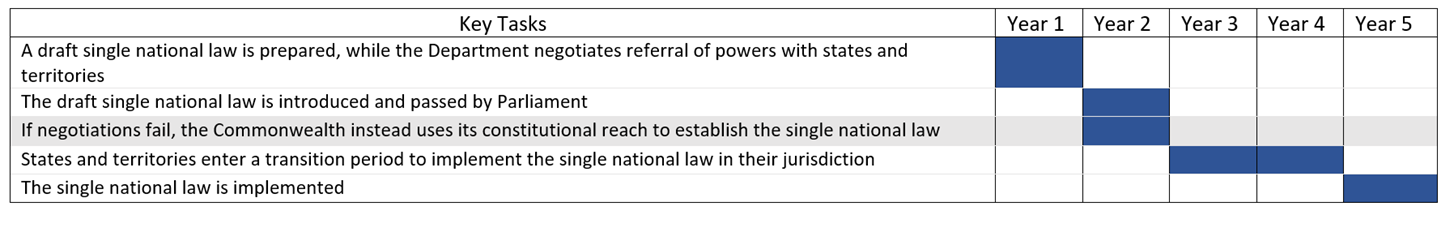 Key Tasks Year 1 Year 2 Year 3 Year 4 Year 5
A draft single national law is prepared, while the Department negotiates referral of powers with states and
territories
The draft single national law is introduced and passed by Parliament
If negotiations fail, the Commonwealth instead uses its constitutional reach to establish the single national law
States and territories enter a transition period to implement the single national law in their jurisdiction
The single national law is implemented